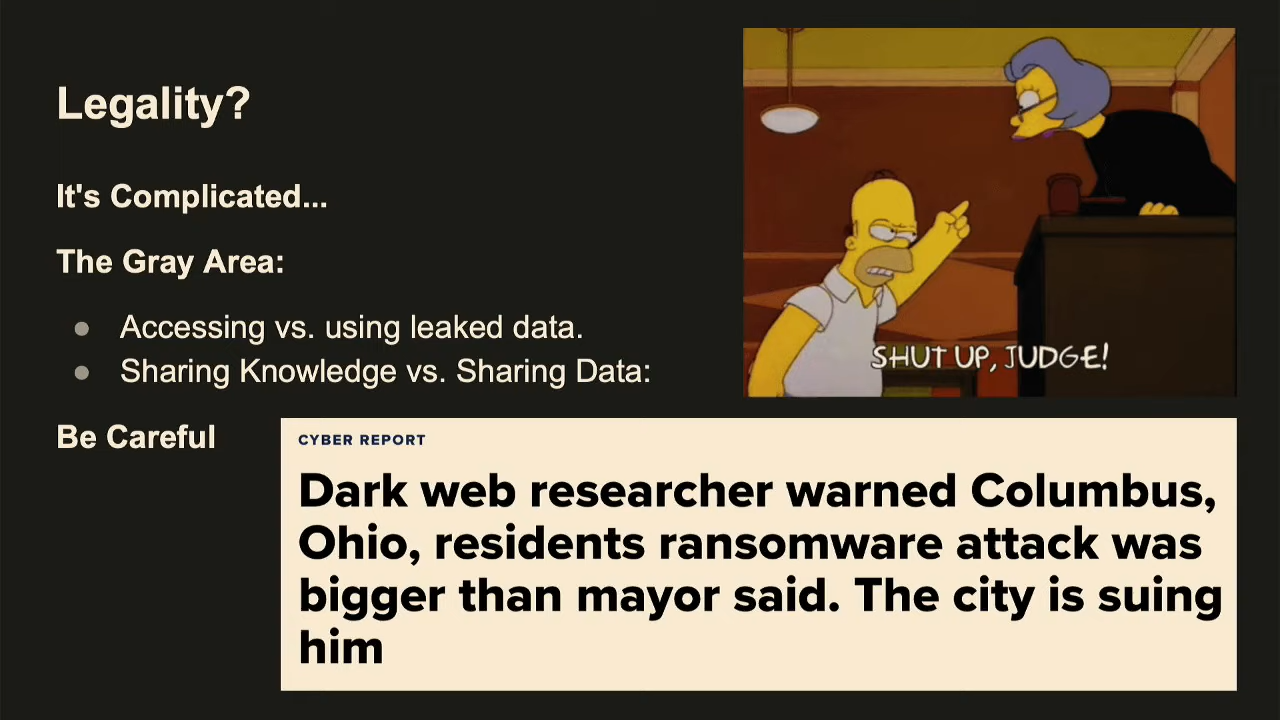 Legality?
It's Complicated...
The Gray Area:
● Accessing vs. using leaked data.
● Sharing Knowledge vs. Sharing Data:
SHUT UP, JUDGE!
Be Careful
CYBER REPORT
Dark web researcher warned Columbus,
Ohio, residents ransomware attack was
bigger than mayor said. The city is suing
him